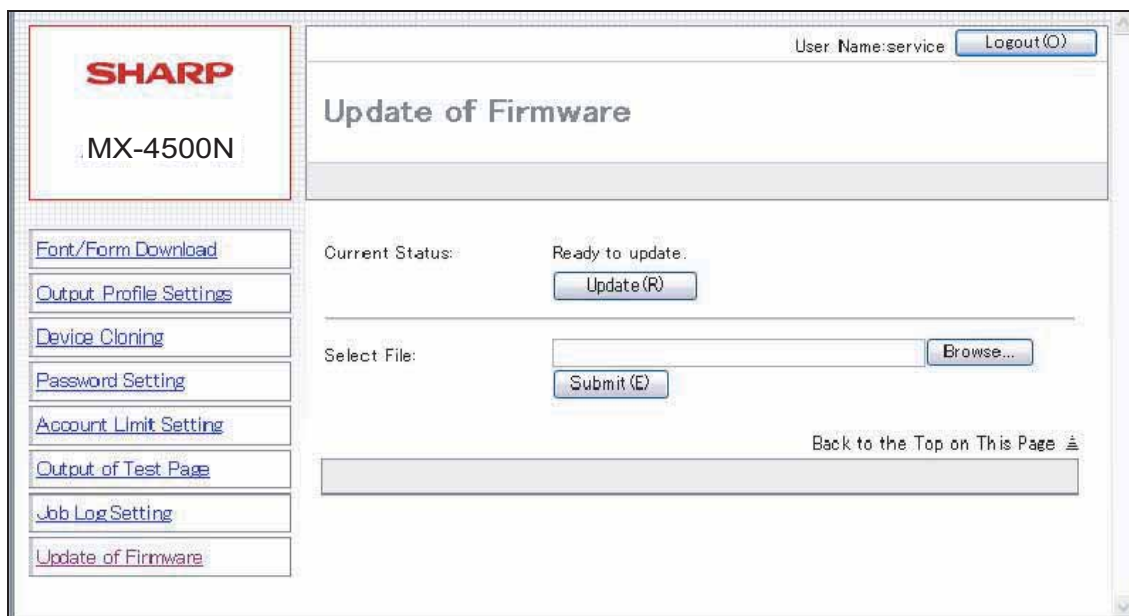 SHARP
MX-4500N
User Name:service
Logout(O)
Update of Firmware
Font/Form Download
Output Profile Settings
Device Cloning
Password Setting
Account Limit Setting
Output of Test Page
Job Log Setting
Update of Firmware
Current Status:
Ready to update.
Update(R)
Select File:
Browse...
Submit(E)
Back to the Top on This Page